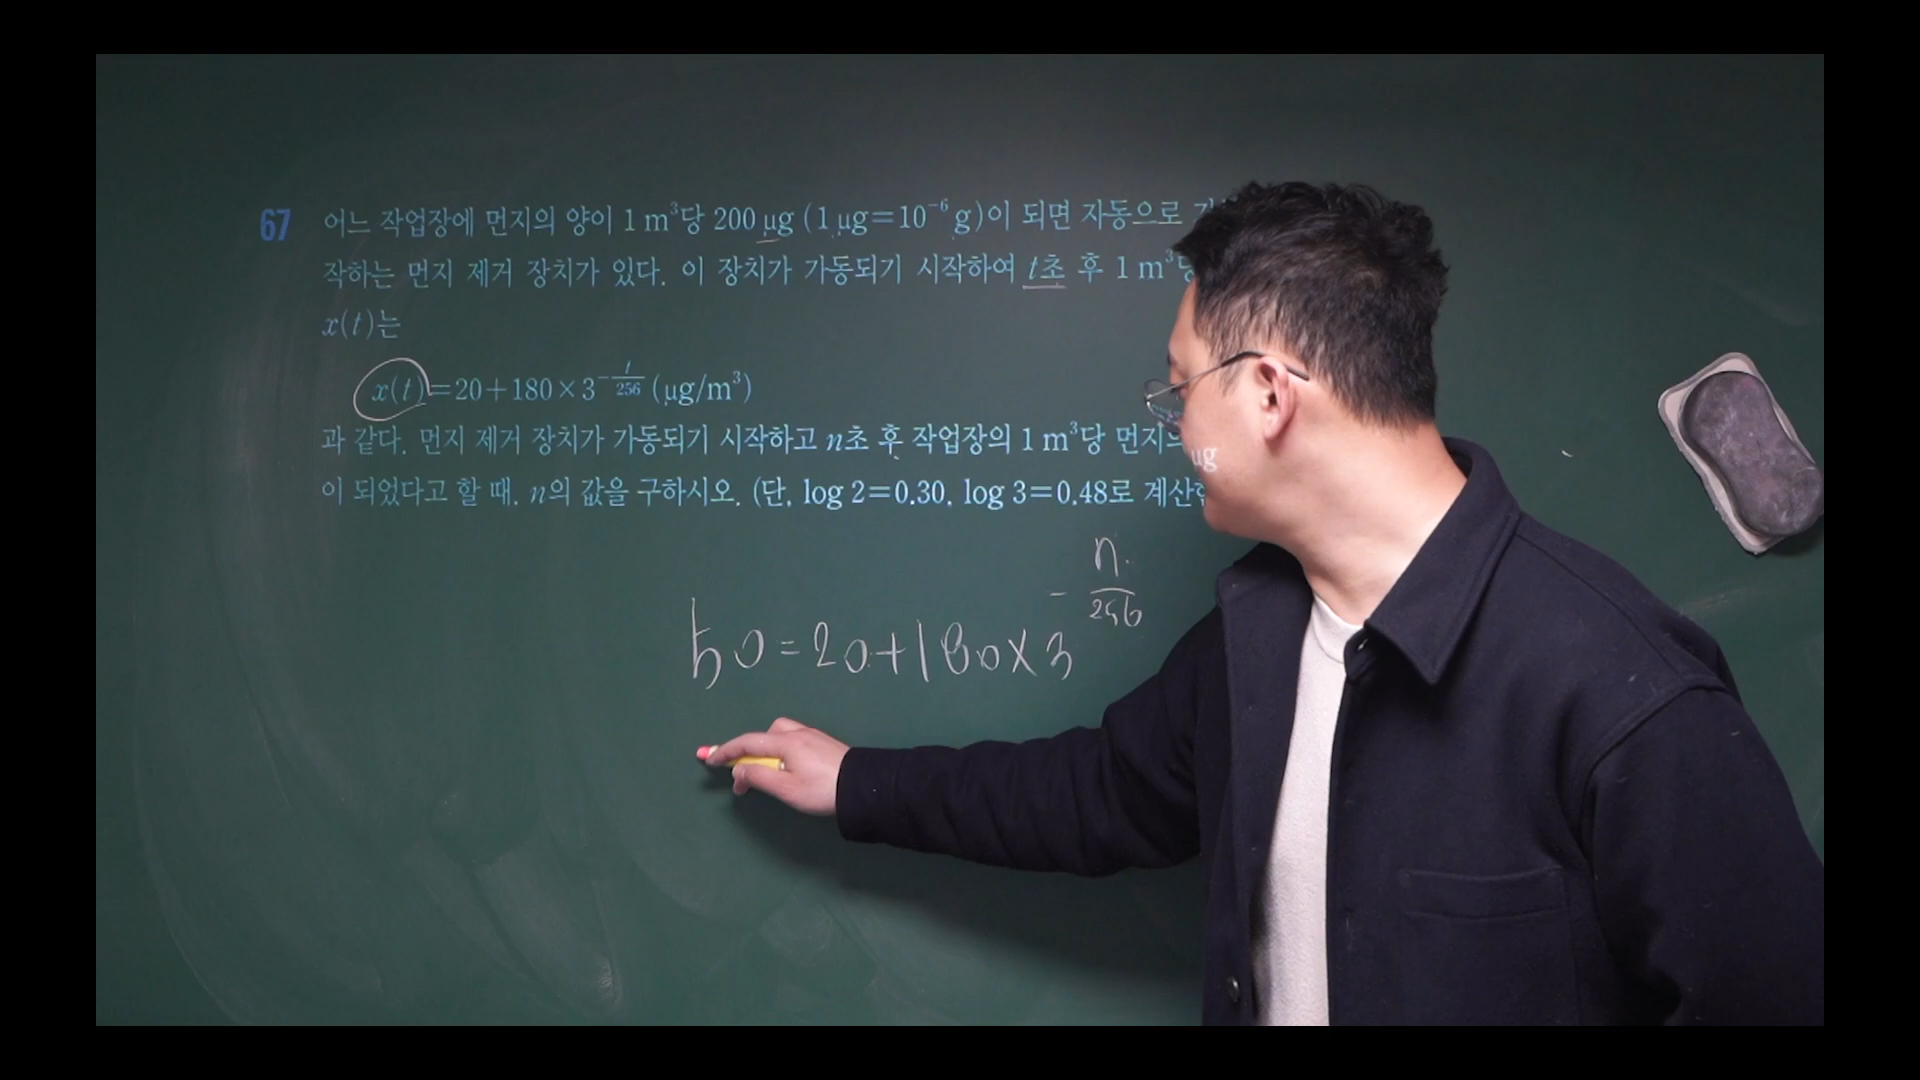 67 어느 작업장에 먼지의 양이 1 m³당 200 μg (1 μg=10⁻⁶ g)이 되면 자동으로
작하는 먼지 제거 장치가 있다. 이 장치가 가동되기 시작하여 t초 후 1 m³당
x(t)는
x(t)=20+180×3^(-t/256) (μg/m³)
과 같다. 먼지 제거 장치가 가동되기 시작하고 n초 후 작업장의 1 m³당 먼지의
μg
이 되었다고 할 때, n의 값을 구하시오. (단, log 2=0.30, log 3=0.48로
50=20+180×3^(-n/256)